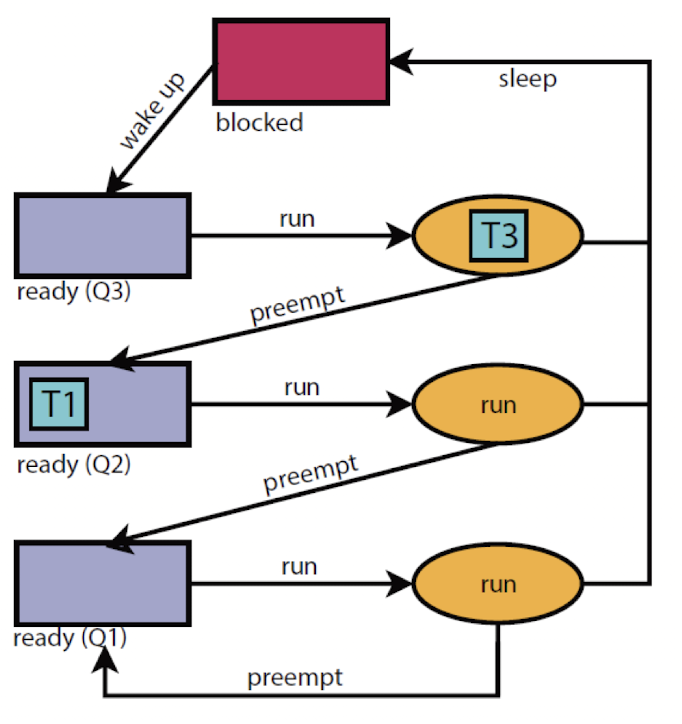 sleep
wake up
blocked
run
T3
ready (Q3)
preempt
T1
run
run
ready (Q2)
preempt
run
run
ready (Q1)
preempt